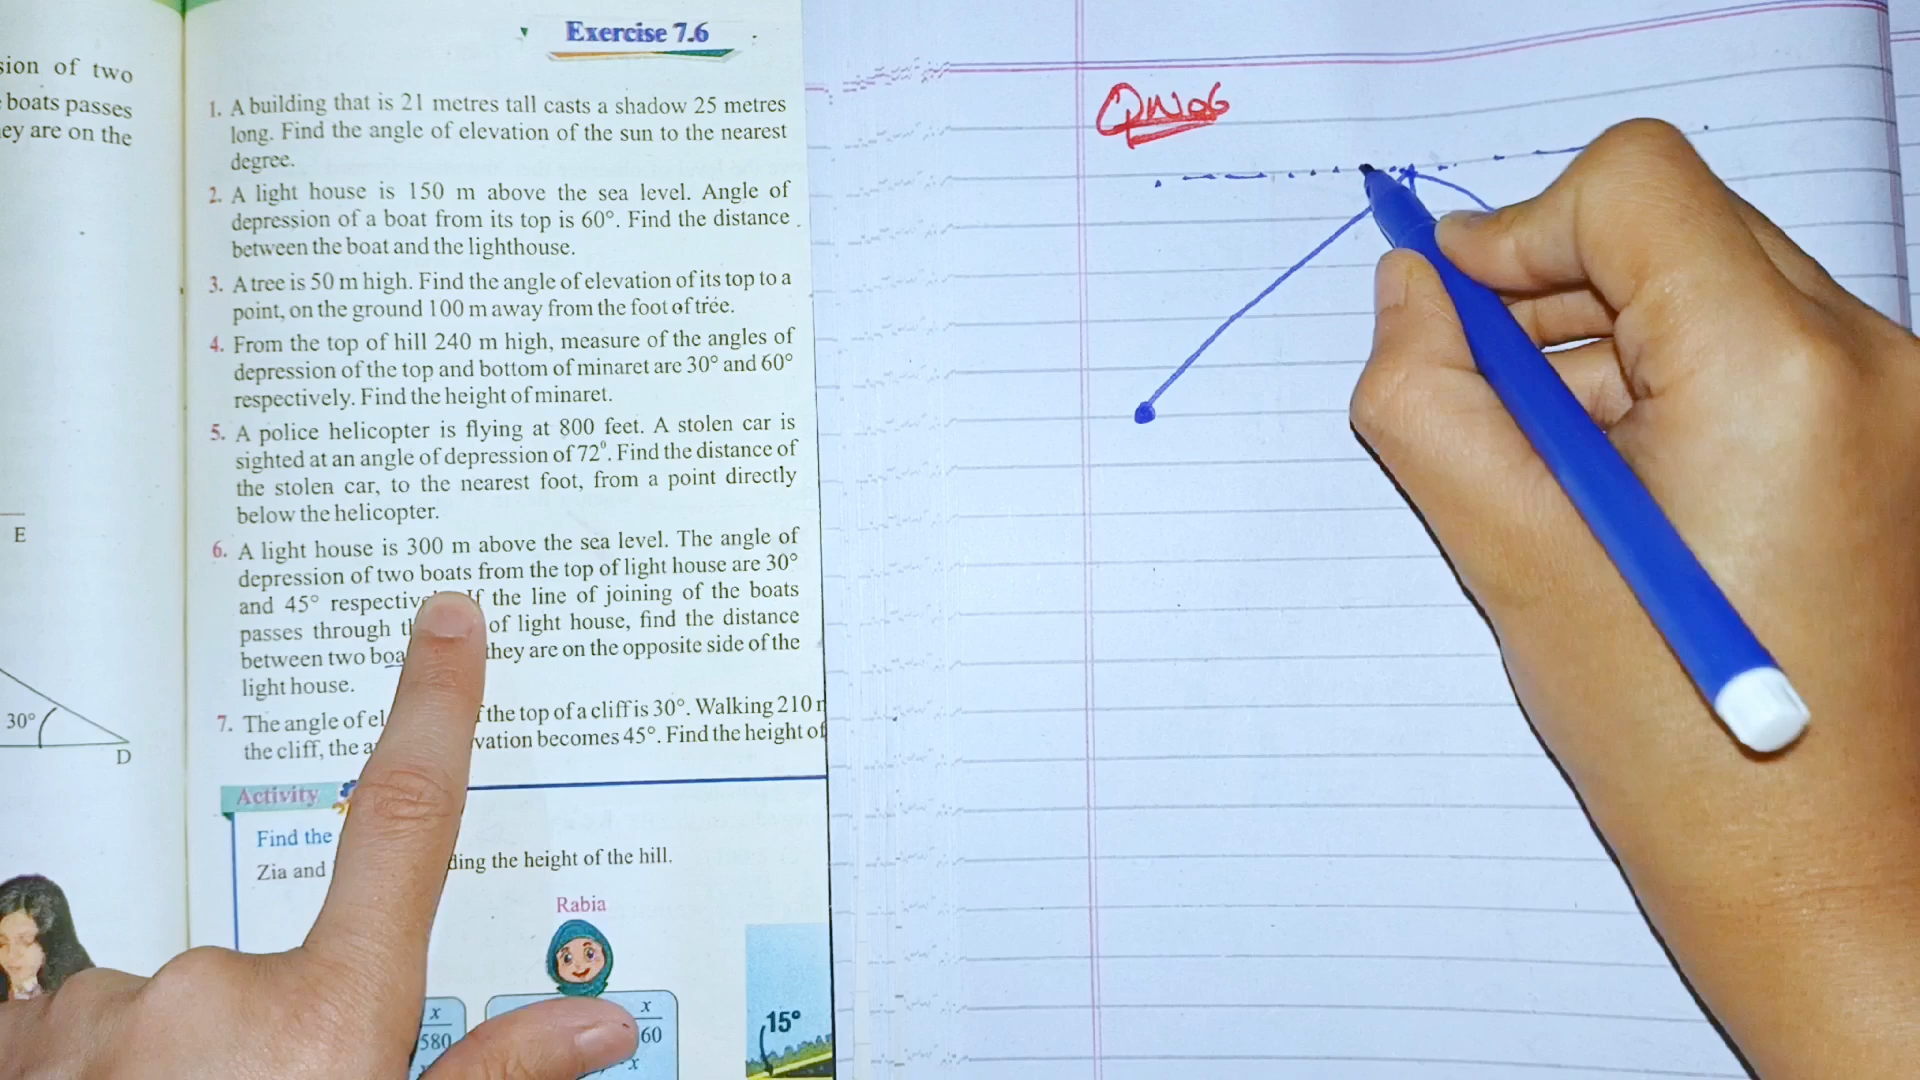 sion of two
boats passes
ey are on the
E
30°
D
Exercise 7.6
1. A building that is 21 metres tall casts a shadow 25 metres
long. Find the angle of elevation of the sun to the nearest
degree.
2. A light house is 150 m above the sea level. Angle of
depression of a boat from its top is 60°. Find the distance
between the boat and the lighthouse.
3. A tree is 50 m high. Find the angle of elevation of its top to a
point, on the ground 100 m away from the foot of tree.
4. From the top of hill 240 m high, measure of the angles of
depression of the top and bottom of minaret are 30° and 60°
respectively. Find the height of minaret.
5. A police helicopter is flying at 800 feet. A stolen car is
sighted at an angle of depression of 72°. Find the distance of
the stolen car, to the nearest foot, from a point directly
below the helicopter.
6. A light house is 300 m above the sea level. The angle of
depression of two boats from the top of light house are 30°
and 45° respectiv If the line of joining of the boats
passes through of light house, find the distance
between two boa they are on the opposite side of the
light house.
7. The angle of el the top of a cliff is 30°. Walking 210
the cliff, the a vation becomes 45°. Find the height of
Activity
Find the
Zia and ding the height of the hill.
Rabia
x
580
x
60
x
15°
QNo6